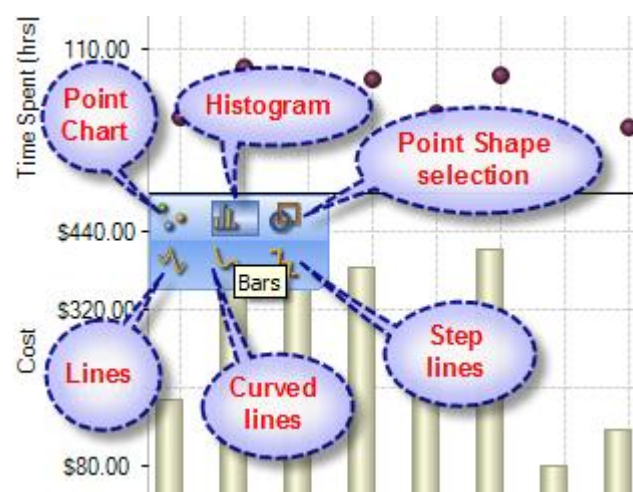 Time Spent (hrs)
110.00
Point
Chart
Histogram
Point Shape
selection
$440.00
Bars
$320.00
Cost
Lines
Curved
lines
Step
lines
$80.00